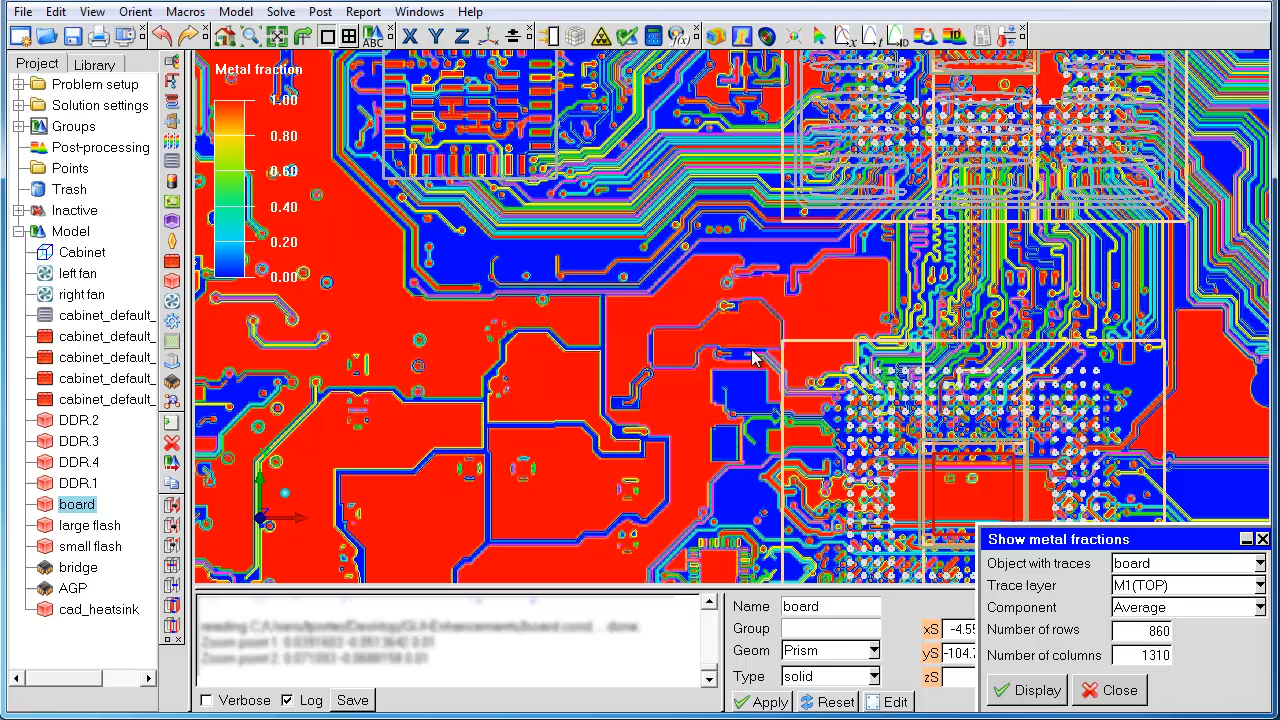 File Edit View Orient Macros Model Solve Post Report Windows Help
X Y Z
ABC
Project Library
Problem setup
Solution settings
Groups
Post-processing
Points
Trash
Inactive
Model
Cabinet
left fan
right fan
cabinet_default_
cabinet_default_
cabinet_default_
cabinet_default_
cabinet_default_
DDR.2
DDR.3
DDR.4
DDR.1
board
large flash
small flash
bridge
AGP
cad_heatsink
Metal fraction
1.00
0.80
0.60
0.40
0.20
0.00
Verbose Log Save
Name board
Group
Geom Prism
Type solid
Apply Reset Edit
xS -4.55
yS -104.7
zS
Show metal fractions
Object with traces board
Trace layer M1(TOP)
Component Average
Number of rows 860
Number of columns 1310
Display Close